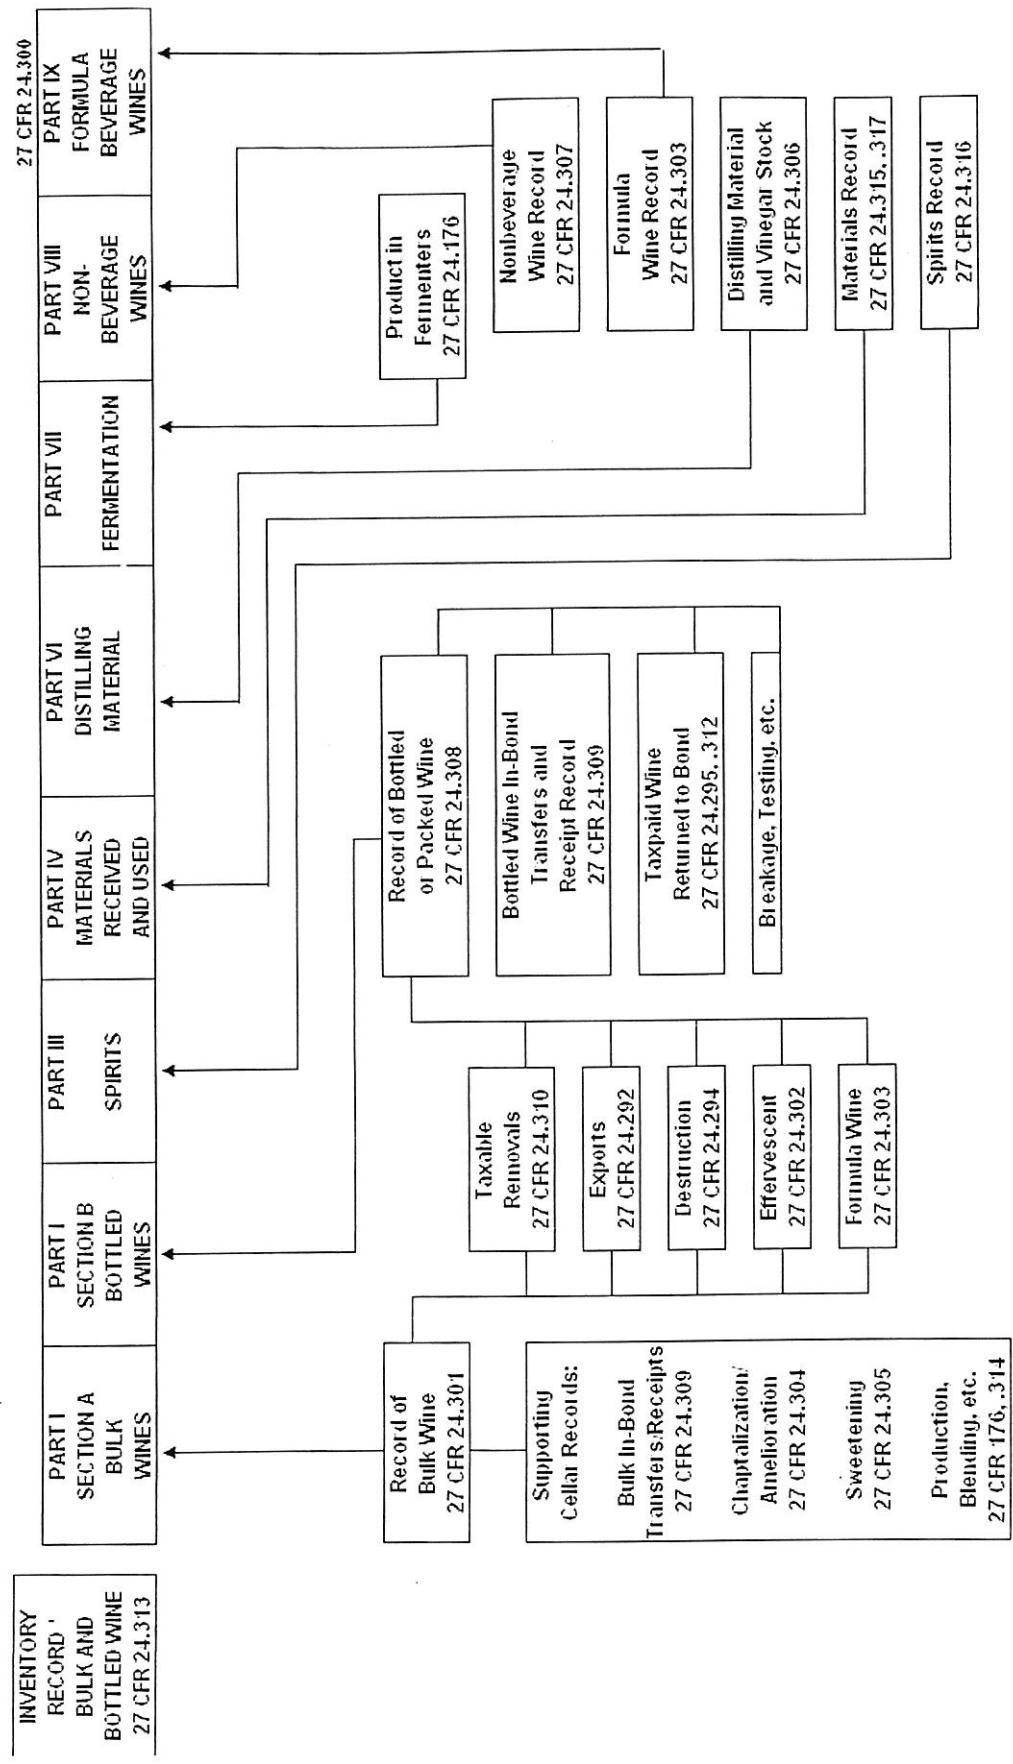 27 CFR 24.300
INVENTORY
RECORD '
BULK AND
BOTTLED WINE
27 CFR 24.313
PART I
SECTION A
BULK
WINES
PART I
SECTION B
BOTTLED
WINES
PART III
SPIRITS
PART IV
MATERIALS
RECEIVED
AND USED
PART VI
DISTILLING
MATERIAL
PART VII
FERMENTATION
PART VIII
NON-
BEVERAGE
WINES
PART IX
FORMULA
BEVERAGE
WINES
Record of
Bulk Wine
27 CFR 24.301
Supporting
Cellar Records:
Bulk In-Bond
Transfers/Receipts
27 CFR 24.309
Chaptalization/
Amelioration
27 CFR 24.304
Sweetening
27 CFR 24.305
Production,
Blending, etc.
27 CFR 176, .314
Taxable
Removals
27 CFR 24.310
Exports
27 CFR 24.292
Destruction
27 CFR 24.294
Effervescent
27 CFR 24.302
Formula Wine
27 CFR 24.303
Record of Bottled
or Packed Wine
27 CFR 24.308
Bottled Wine In-Bond
Transfers and
Receipt Record
27 CFR 24.309
Taxpaid Wine
Returned to Bond
27 CFR 24.295, .312
Breakage, Testing, etc.
Product in
Fermenters
27 CFR 24.176
Nonbeverage
Wine Record
27 CFR 24.307
Formula
Wine Record
27 CFR 24.303
Distilling Material
and Vinegar Stock
27 CFR 24.306
Materials Record
27 CFR 24.315, .317
Spirits Record
27 CFR 24.316